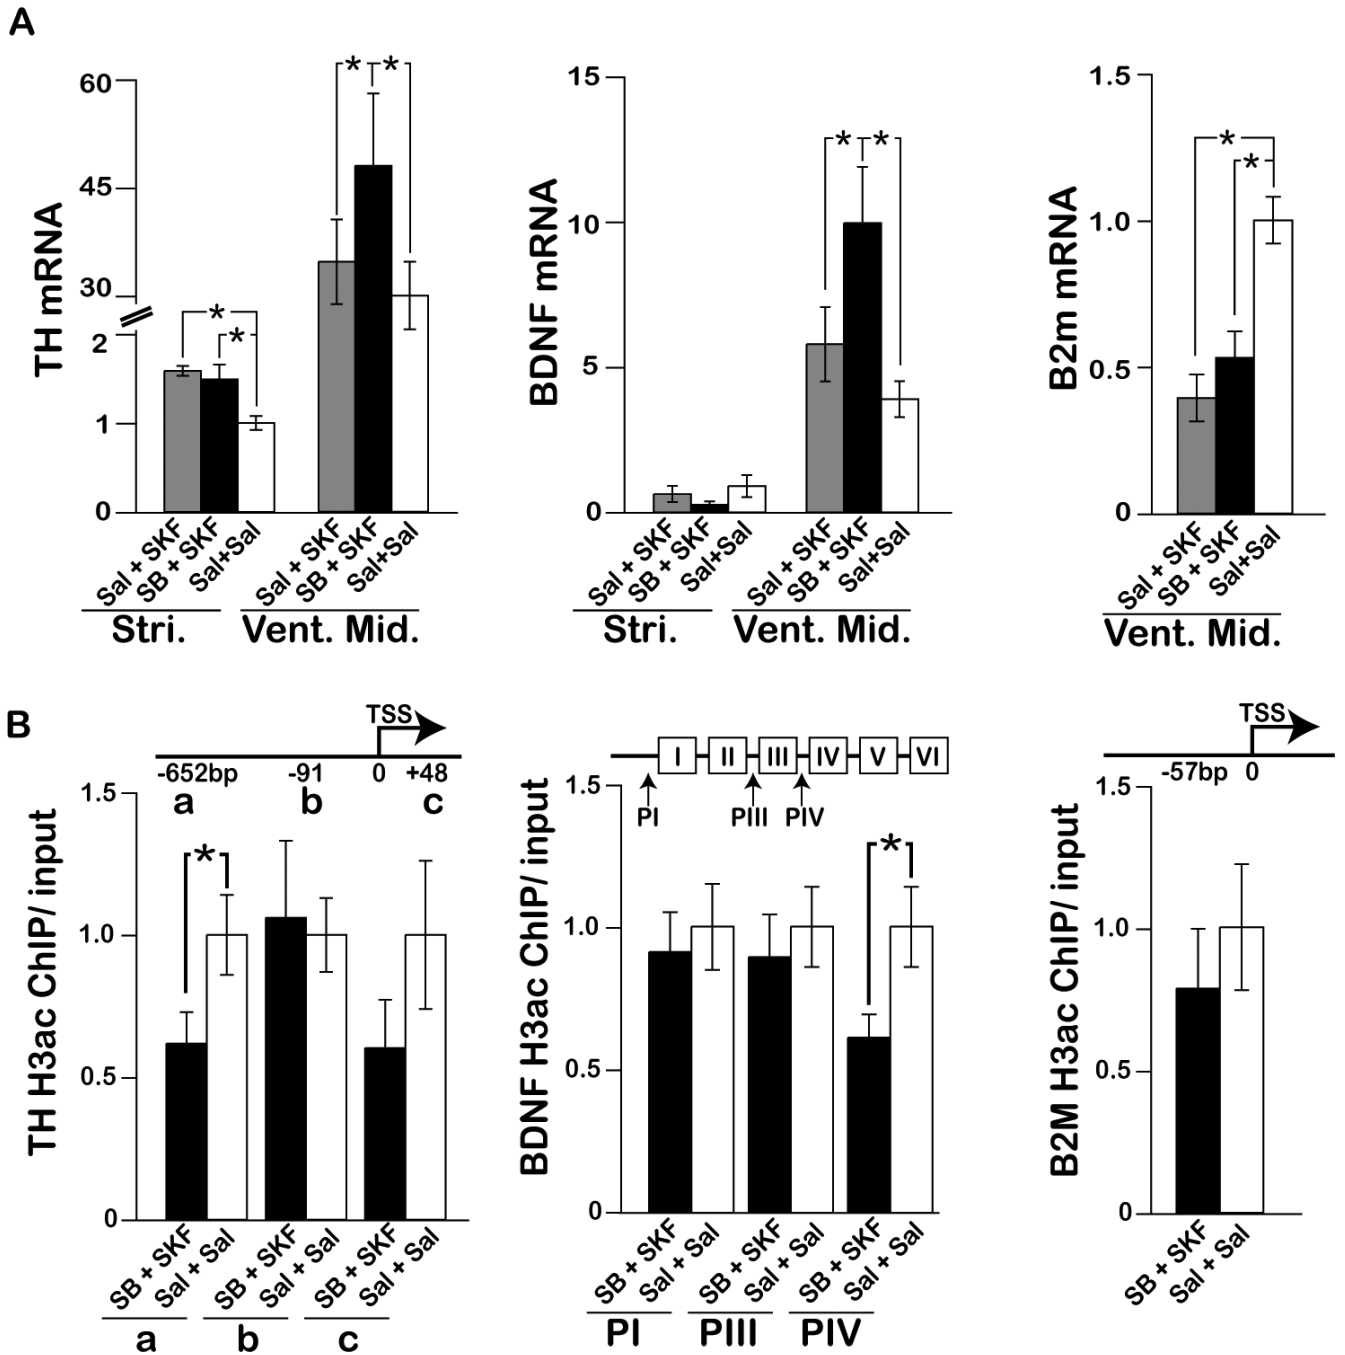 A
TH mRNA
60
45
30
2
1
0
* *
*
*
Sal + SKF
SB + SKF
Sal+Sal
Sal + SKF
SB + SKF
Sal+Sal
Stri.
Vent. Mid.
BDNF mRNA
15
10
5
0
* *
Sal + SKF
SB + SKF
Sal+Sal
Sal + SKF
SB + SKF
Sal+Sal
Stri.
Vent. Mid.
B2m mRNA
1.5
1.0
0.5
0
*
*
Sal + SKF
SB + SKF
Sal+Sal
Vent. Mid.
B
TSS
-652bp -91 0 +48
a b c
TH H3ac ChIP/ input
1.5
1.0
0.5
0
*
SB + SKF
Sal + Sal
SB + SKF
Sal + Sal
SB + SKF
Sal + Sal
a b c
I II III IV V VI
PI PIII PIV
BDNF H3ac ChIP/ input
1.5
1.0
0.5
0
*
SB + SKF
Sal + Sal
SB + SKF
Sal + Sal
SB + SKF
Sal + Sal
PI PIII PIV
TSS
-57bp 0
B2M H3ac ChIP/ input
1.5
1.0
0.5
0
SB + SKF
Sal + Sal